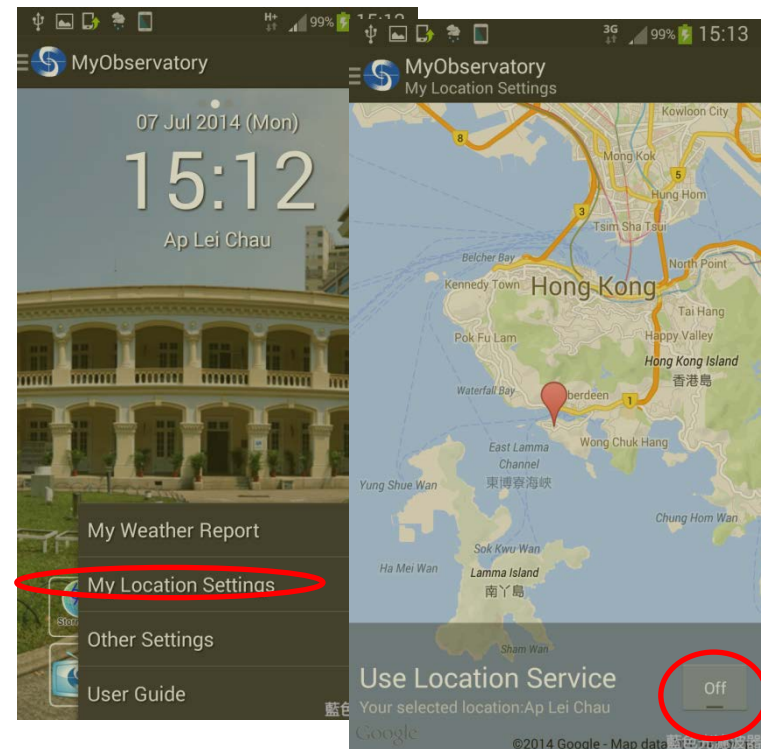 H+ 99%
MyObservatory
07 Jul 2014 (Mon)
15:12
Ap Lei Chau
My Weather Report
My Location Settings
Other Settings
User Guide
3G 99% 15:13
MyObservatory
My Location Settings
Kowloon City
8
Mong Kok
5
Hung Hom
3
Tsim Sha Tsui
Belcher Bay
North Point
Kennedy Town
Hong Kong
Tai Hang
Pok Fu Lam
Happy Valley
Hong Kong Island
香港島
Waterfall Bay
berdeen
1
East Lamma
Channel
東博寮海峽
Wong Chuk Hang
Yung Shue Wan
Chung Hom Wan
Sok Kwu Wan
Ha Mei Wan
Lamma Island
南丫島
Sham Wan
Use Location Service
Off
Your selected location:Ap Lei Chau
Google
©2014 Google - Map data